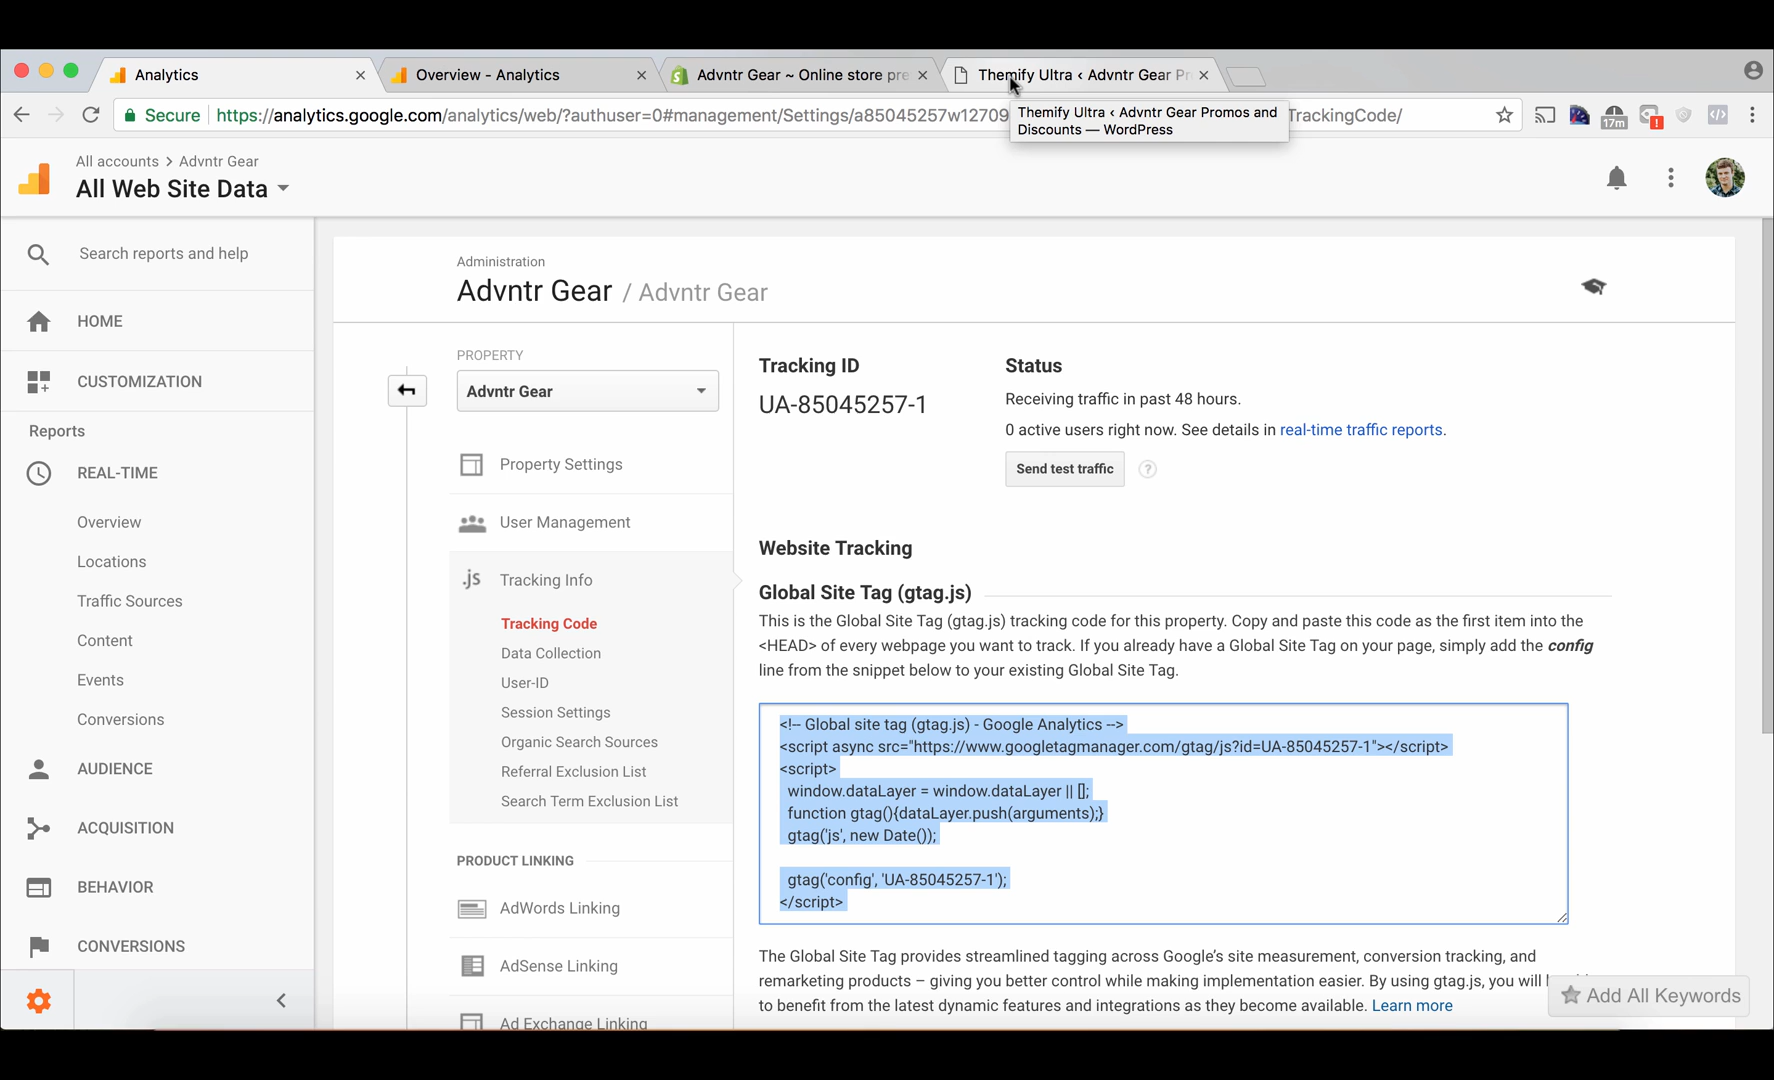 Analytics
Overview - Analytics
Advntr Gear ~ Online store pre
Themify Ultra ‹ Advntr Gear Pr
Secure
https://analytics.google.com/analytics/web/?authuser=0#management/Settings/a85045257w12709
TrackingCode/
17m
Themify Ultra ‹ Advntr Gear Promos and
Discounts — WordPress
All accounts > Advntr Gear
All Web Site Data
Search reports and help
HOME
CUSTOMIZATION
Reports
REAL-TIME
Overview
Locations
Traffic Sources
Content
Events
Conversions
AUDIENCE
ACQUISITION
BEHAVIOR
CONVERSIONS
Administration
Advntr Gear / Advntr Gear
PROPERTY
Advntr Gear
Property Settings
User Management
.js Tracking Info
Tracking Code
Data Collection
User-ID
Session Settings
Organic Search Sources
Referral Exclusion List
Search Term Exclusion List
PRODUCT LINKING
AdWords Linking
AdSense Linking
Ad Exchange Linking
Tracking ID
UA-85045257-1
Status
Receiving traffic in past 48 hours.
0 active users right now. See details in real-time traffic reports.
Send test traffic ?
Website Tracking
Global Site Tag (gtag.js)
This is the Global Site Tag (gtag.js) tracking code for this property. Copy and paste this code as the first item into the
<HEAD> of every webpage you want to track. If you already have a Global Site Tag on your page, simply add the config
line from the snippet below to your existing Global Site Tag.
<!-- Global site tag (gtag.js) - Google Analytics -->
<script async src="https://www.googletagmanager.com/gtag/js?id=UA-85045257-1"></script>
<script>
window.dataLayer = window.dataLayer || [];
function gtag(){dataLayer.push(arguments);}
gtag('js', new Date());
gtag('config', 'UA-85045257-1');
</script>
The Global Site Tag provides streamlined tagging across Google's site measurement, conversion tracking, and
remarketing products – giving you better control while making implementation easier. By using gtag.js, you will
to benefit from the latest dynamic features and integrations as they become available. Learn more
Add All Keywords